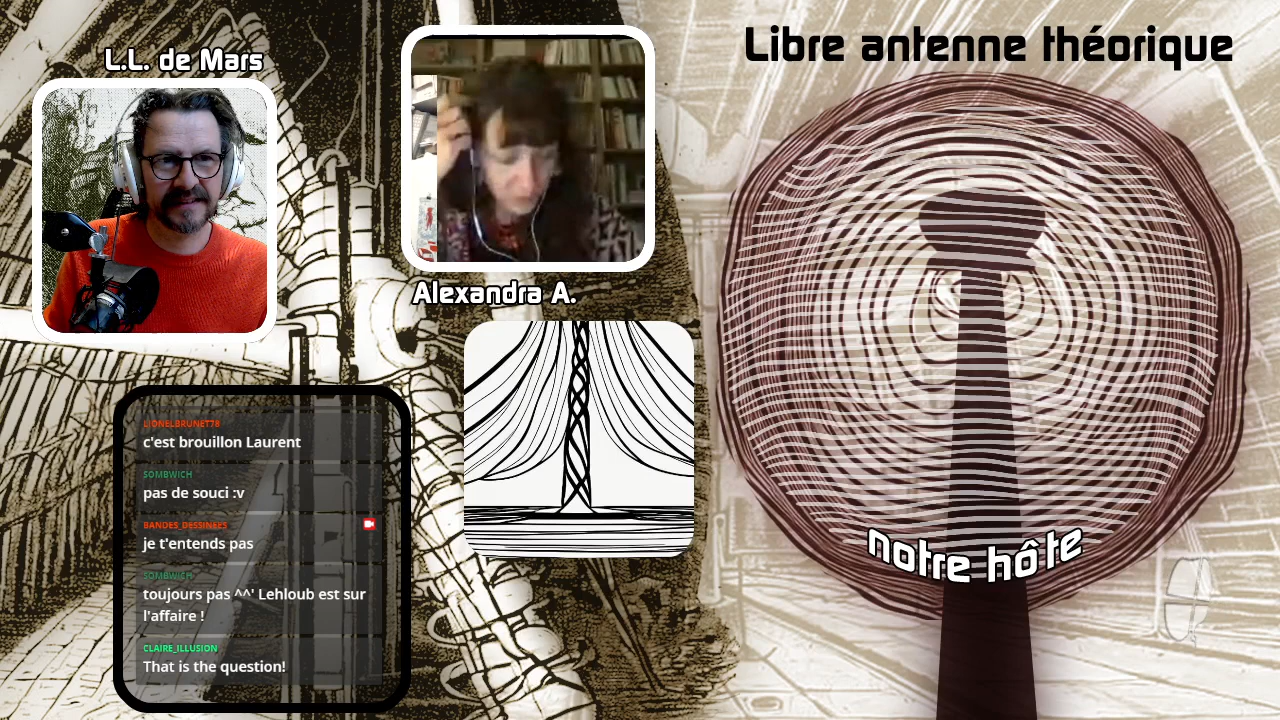 Libre antenne théorique
L.L. de Mars
Alexandra A.
LIONELBRUNET78
c'est brouillon Laurent
SOMBWICH
pas de souci :v
BANDES_DESSINÉES
je t'entends pas
SOMBWICH
toujours pas ^^' Lehloub est sur
l'affaire !
CLAIRE_ILLUSION
That is the question!
notre hôte